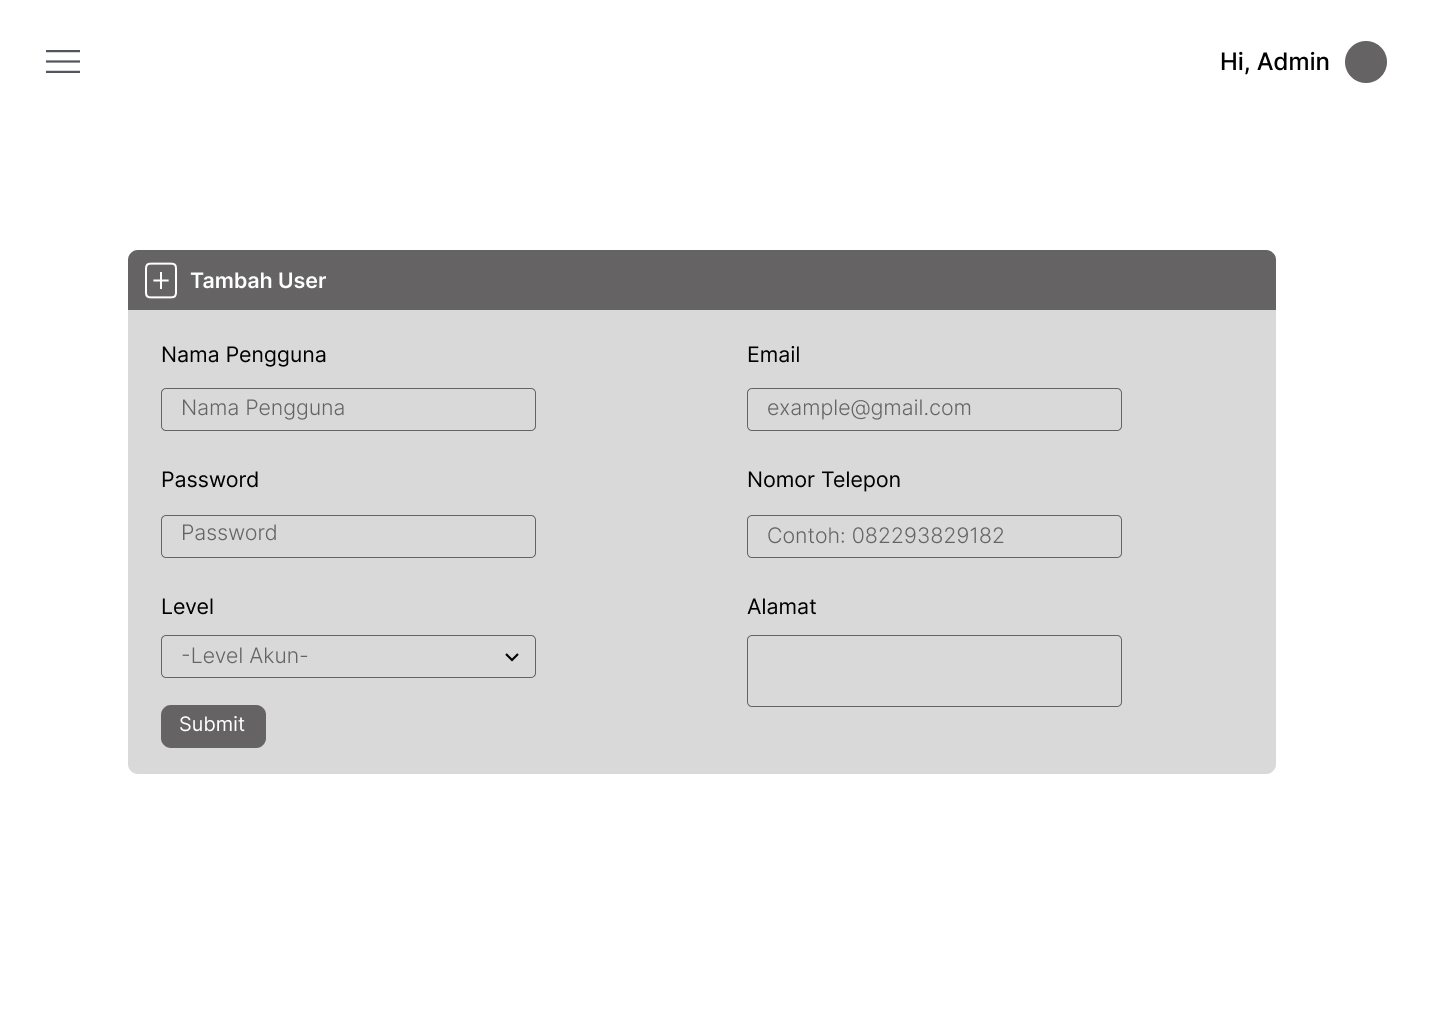 Hi, Admin
Tambah User
Nama Pengguna
Nama Pengguna
Password
Password
Level
-Level Akun-
Submit
Email
example@gmail.com
Nomor Telepon
Contoh: 082293829182
Alamat